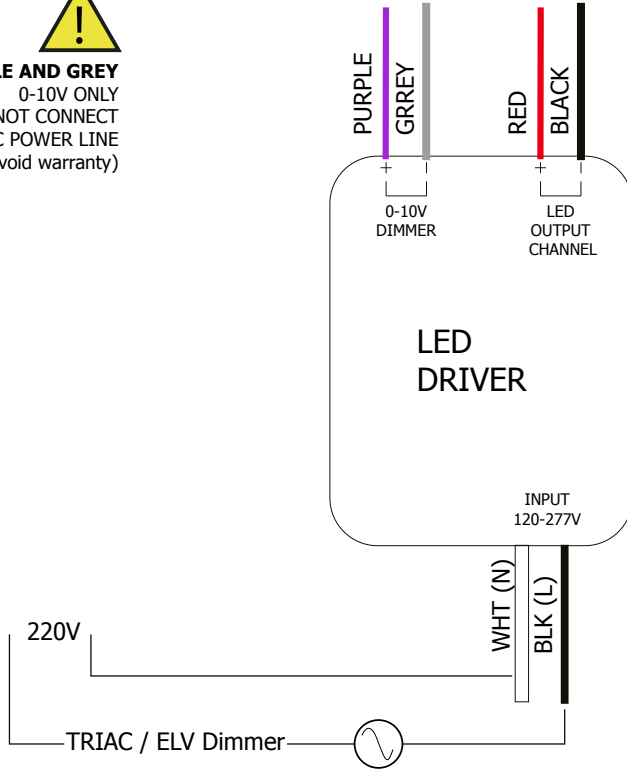 !
AND GREY
0-10V ONLY
NOT CONNECT
POWER LINE
void warranty)
PURPLE
GRREY
RED
BLACK
+ - + -
0-10V
DIMMER
LED
OUTPUT
CHANNEL
LED
DRIVER
INPUT
120-277V
WHT (N)
BLK (L)
220V
TRIAC / ELV Dimmer